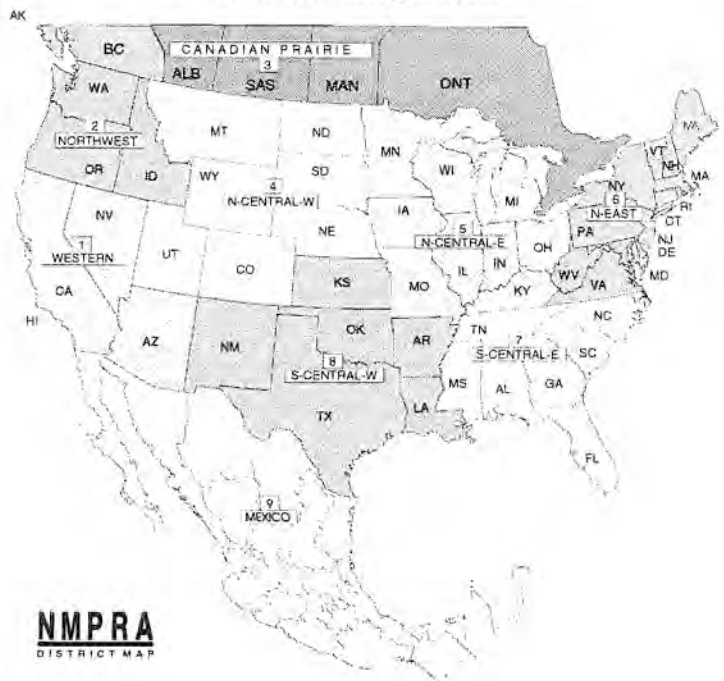 AK
BC
CANADIAN PRAIRIE
3
ALB
SAS
MAN
ONT
WA
2
NORTHWEST
OR
ID
MT
ND
MN
WY
SD
4
N-CENTRAL-W
NE
IA
WI
MI
5
N-CENTRAL-E
IL
IN
OH
KY
MO
VT
NH
MA
NY
6
N-EAST
RI
CT
PA
NJ
DE
MD
WV
VA
NV
1
WESTERN
CA
HI
UT
CO
KS
AZ
NM
OK
8
S-CENTRAL-W
TX
AR
LA
TN
7
S-CENTRAL-E
NC
SC
MS
AL
GA
FL
9
MEXICO
NMPRA
DISTRICT MAP